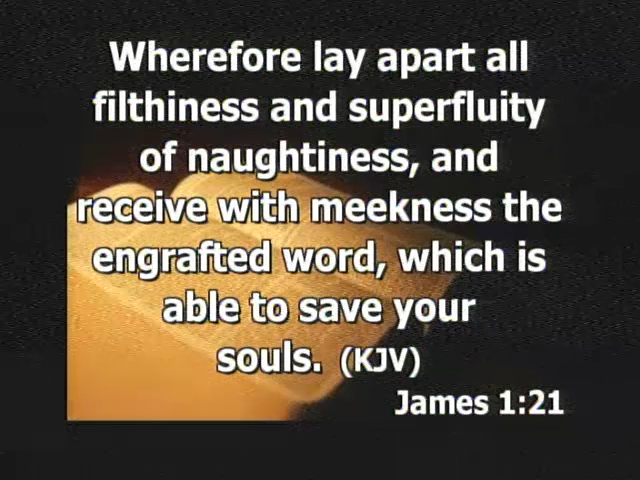 Wherefore lay apart all
filthiness and superfluity
of naughtiness, and
receive with meekness the
engrafted word, which is
able to save your
souls. (KJV)
James 1:21